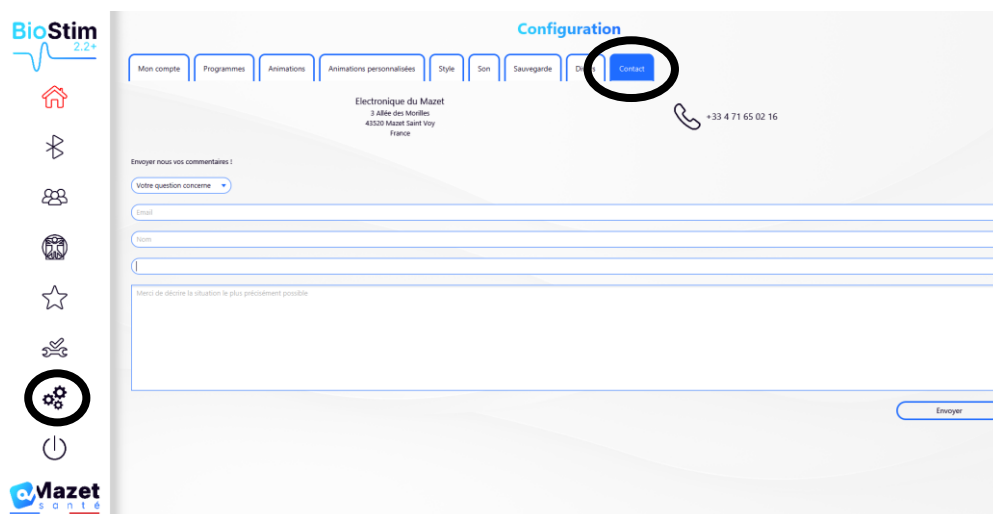 BioStim
2.2+
Configuration
Mon compte
Programmes
Animations
Animations personnalisées
Style
Son
Sauvegarde
Contact
Electronique du Mazet
3 Allée des Morilles
43520 Mazet Saint Voy
France
+33 4 71 65 02 16
Envoyer nous vos commentaires !
Votre question concerne
Email
Nom
Merci de décrire la situation le plus précisément possible
Envoyer
Mazet
santé